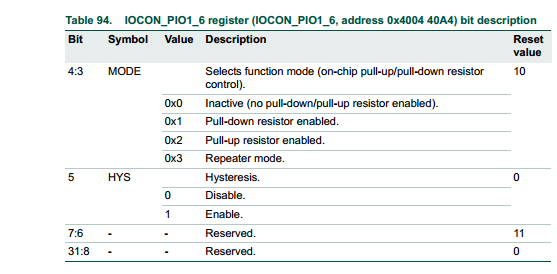 Table 94. IOCON_PIO1_6 register (IOCON_PIO1_6, address 0x4004 40A4) bit description
Bit Symbol Value Description Reset value
4:3 MODE Selects function mode (on-chip pull-up/pull-down resistor control). 10
0x0 Inactive (no pull-down/pull-up resistor enabled).
0x1 Pull-down resistor enabled.
0x2 Pull-up resistor enabled.
0x3 Repeater mode.
5 HYS Hysteresis. 0
0 Disable.
1 Enable.
7:6 - - Reserved. 11
31:8 - - Reserved. 0